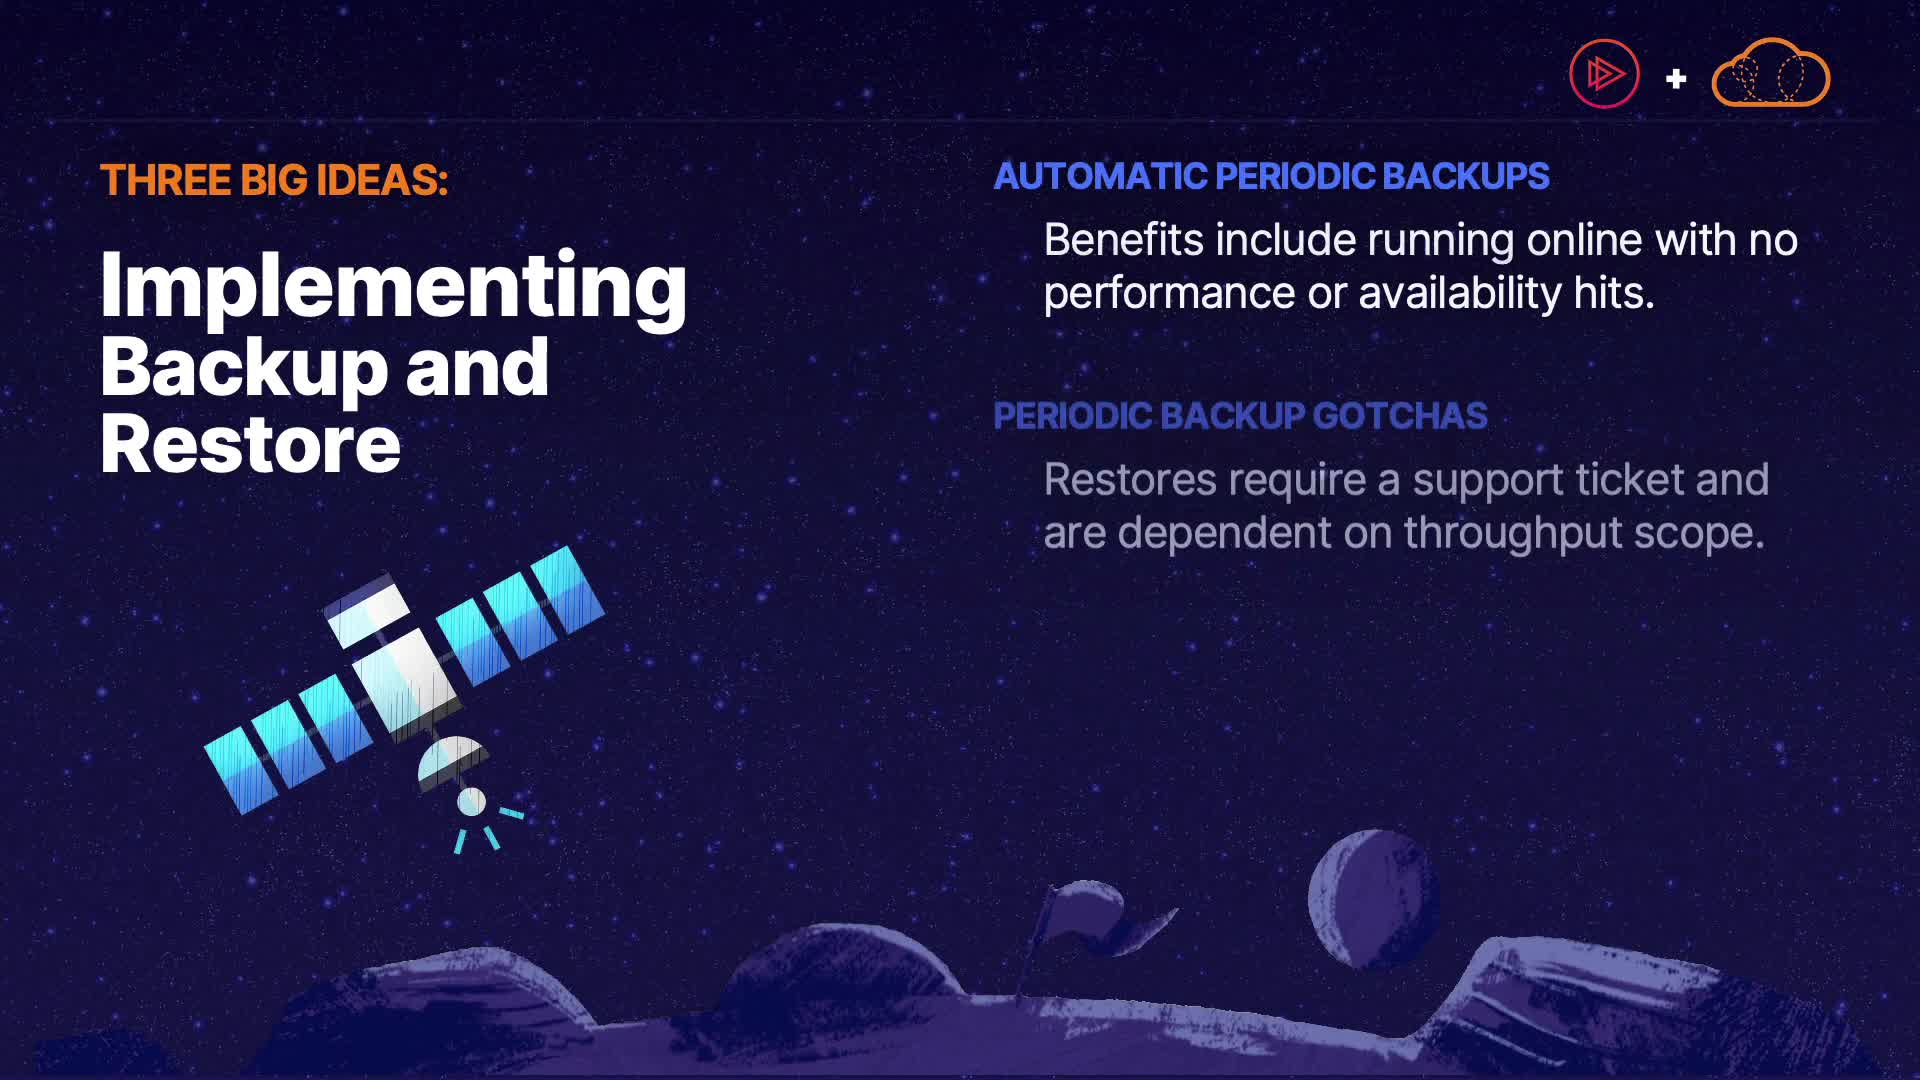 THREE BIG IDEAS:
Implementing
Backup and
Restore
AUTOMATIC PERIODIC BACKUPS
Benefits include running online with no
performance or availability hits.
PERIODIC BACKUP GOTCHAS
Restores require a support ticket and
are dependent on throughput scope.